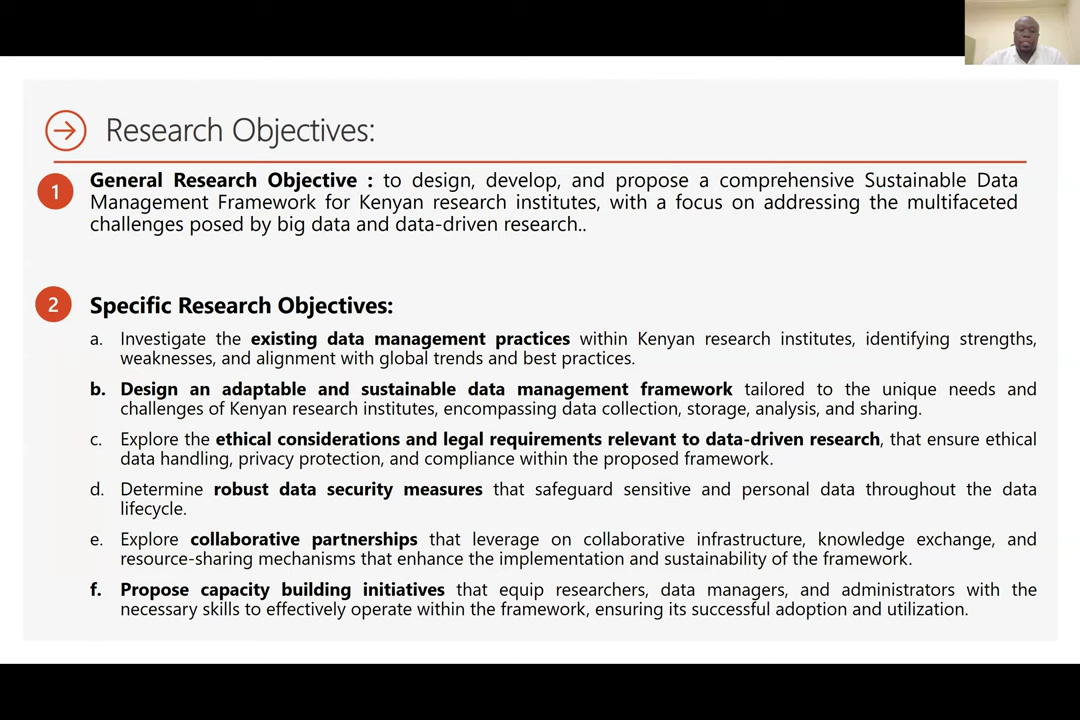 Research Objectives:
1
General Research Objective : to design, develop, and propose a comprehensive Sustainable Data
Management Framework for Kenyan research institutes, with a focus on addressing the multifaceted
challenges posed by big data and data-driven research..
2
Specific Research Objectives:
a. Investigate the existing data management practices within Kenyan research institutes, identifying strengths,
weaknesses, and alignment with global trends and best practices.
b. Design an adaptable and sustainable data management framework tailored to the unique needs and
challenges of Kenyan research institutes, encompassing data collection, storage, analysis, and sharing.
c. Explore the ethical considerations and legal requirements relevant to data-driven research, that ensure ethical
data handling, privacy protection, and compliance within the proposed framework.
d. Determine robust data security measures that safeguard sensitive and personal data throughout the data
lifecycle.
e. Explore collaborative partnerships that leverage on collaborative infrastructure, knowledge exchange, and
resource-sharing mechanisms that enhance the implementation and sustainability of the framework.
f. Propose capacity building initiatives that equip researchers, data managers, and administrators with the
necessary skills to effectively operate within the framework, ensuring its successful adoption and utilization.